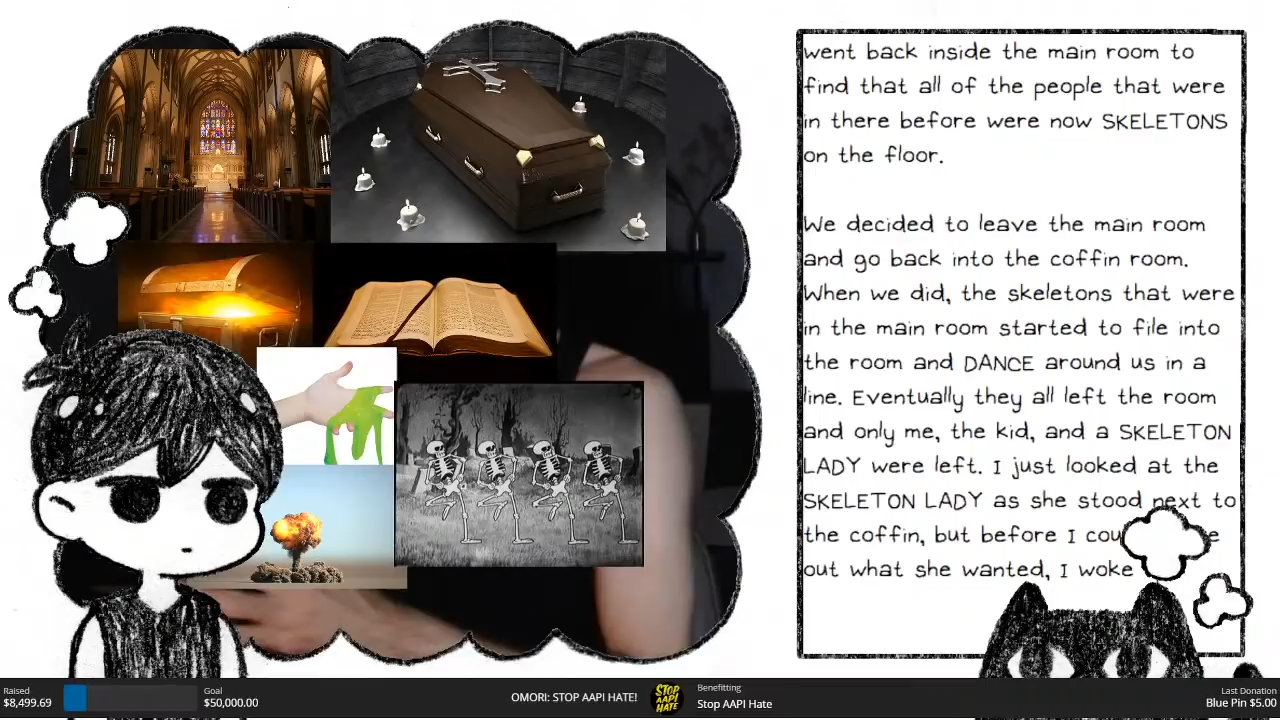 went back inside the main room to
find that all of the people that were
in there before were now SKELETONS
on the floor.
We decided to leave the main room
and go back into the coffin room.
When we did, the skeletons that were
in the main room started to file into
the room and DANCE around us in a
line. Eventually they all left the room
and only me, the kid, and a SKELETON
LADY were left. I just looked at the
SKELETON LADY as she stood next to
the coffin, but before I
out what she wanted, I woke
Raised
$8,499.69
Goal
$50,000.00
OMORI: STOP AAPI HATE!
STOP
AAPI
HATE
Benefitting
Stop AAPI Hate
Last Donation
Blue Pin $5.00